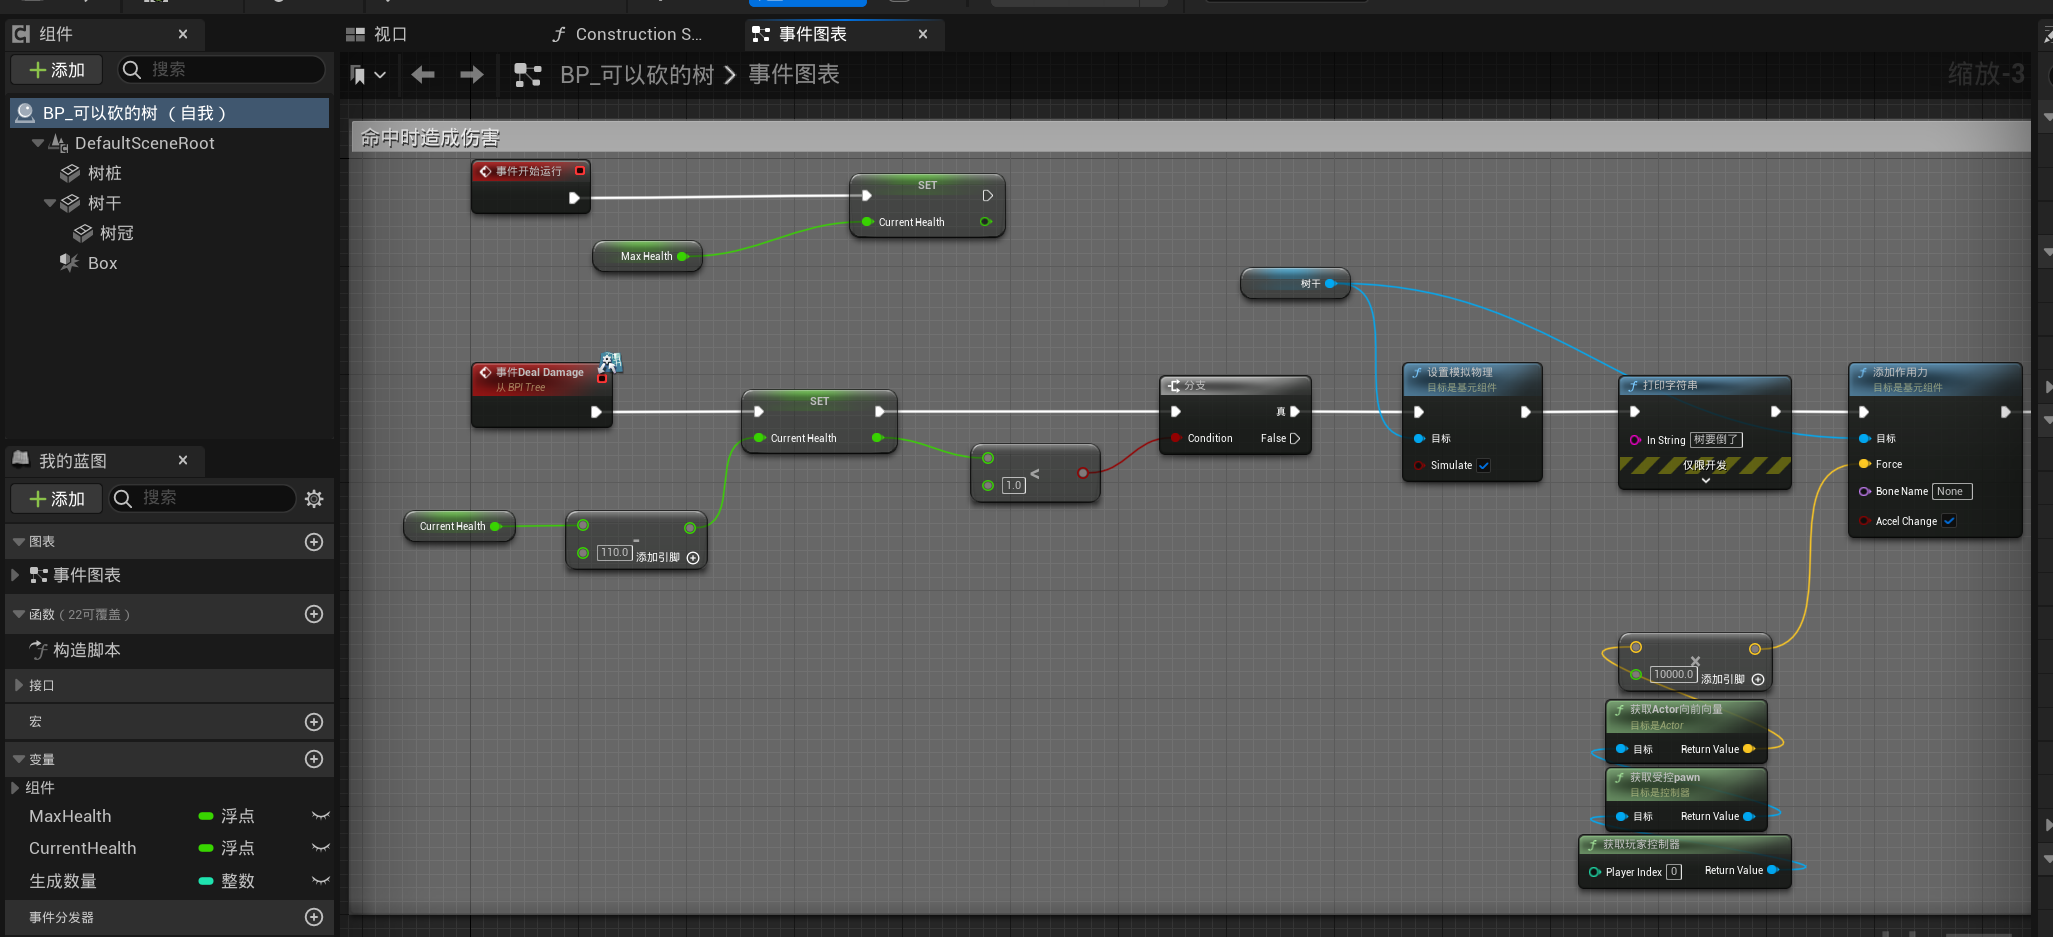 组件
添加
搜索
BP_可以砍的树 （自我）
DefaultSceneRoot
树桩
树干
树冠
Box
我的蓝图
添加
搜索
图表
事件图表
函数（22可覆盖）
构造脚本
接口
宏
变量
组件
MaxHealth 浮点
CurrentHealth 浮点
生成数量 整数
事件分发器
视口
Construction S...
事件图表
BP_可以砍的树 > 事件图表
缩放-3
命中时造成伤害
事件开始运行
SET
Current Health
Max Health
树干
事件Deal Damage
从 BPI Tree
SET
Current Health
Current Health
-
110.0 添加引脚
<
1.0
分支
真
Condition False
设置模拟物理
目标是基元组件
目标
Simulate
打印字符串
In String 树要倒了
仅限开发
添加作用力
目标是基元组件
目标
Force
Bone Name None
Accel Change
×
10000.0 添加引脚
获取Actor向前向量
目标是Actor
目标 Return Value
获取受控pawn
目标是控制器
目标 Return Value
获取玩家控制器
Player Index 0 Return Value